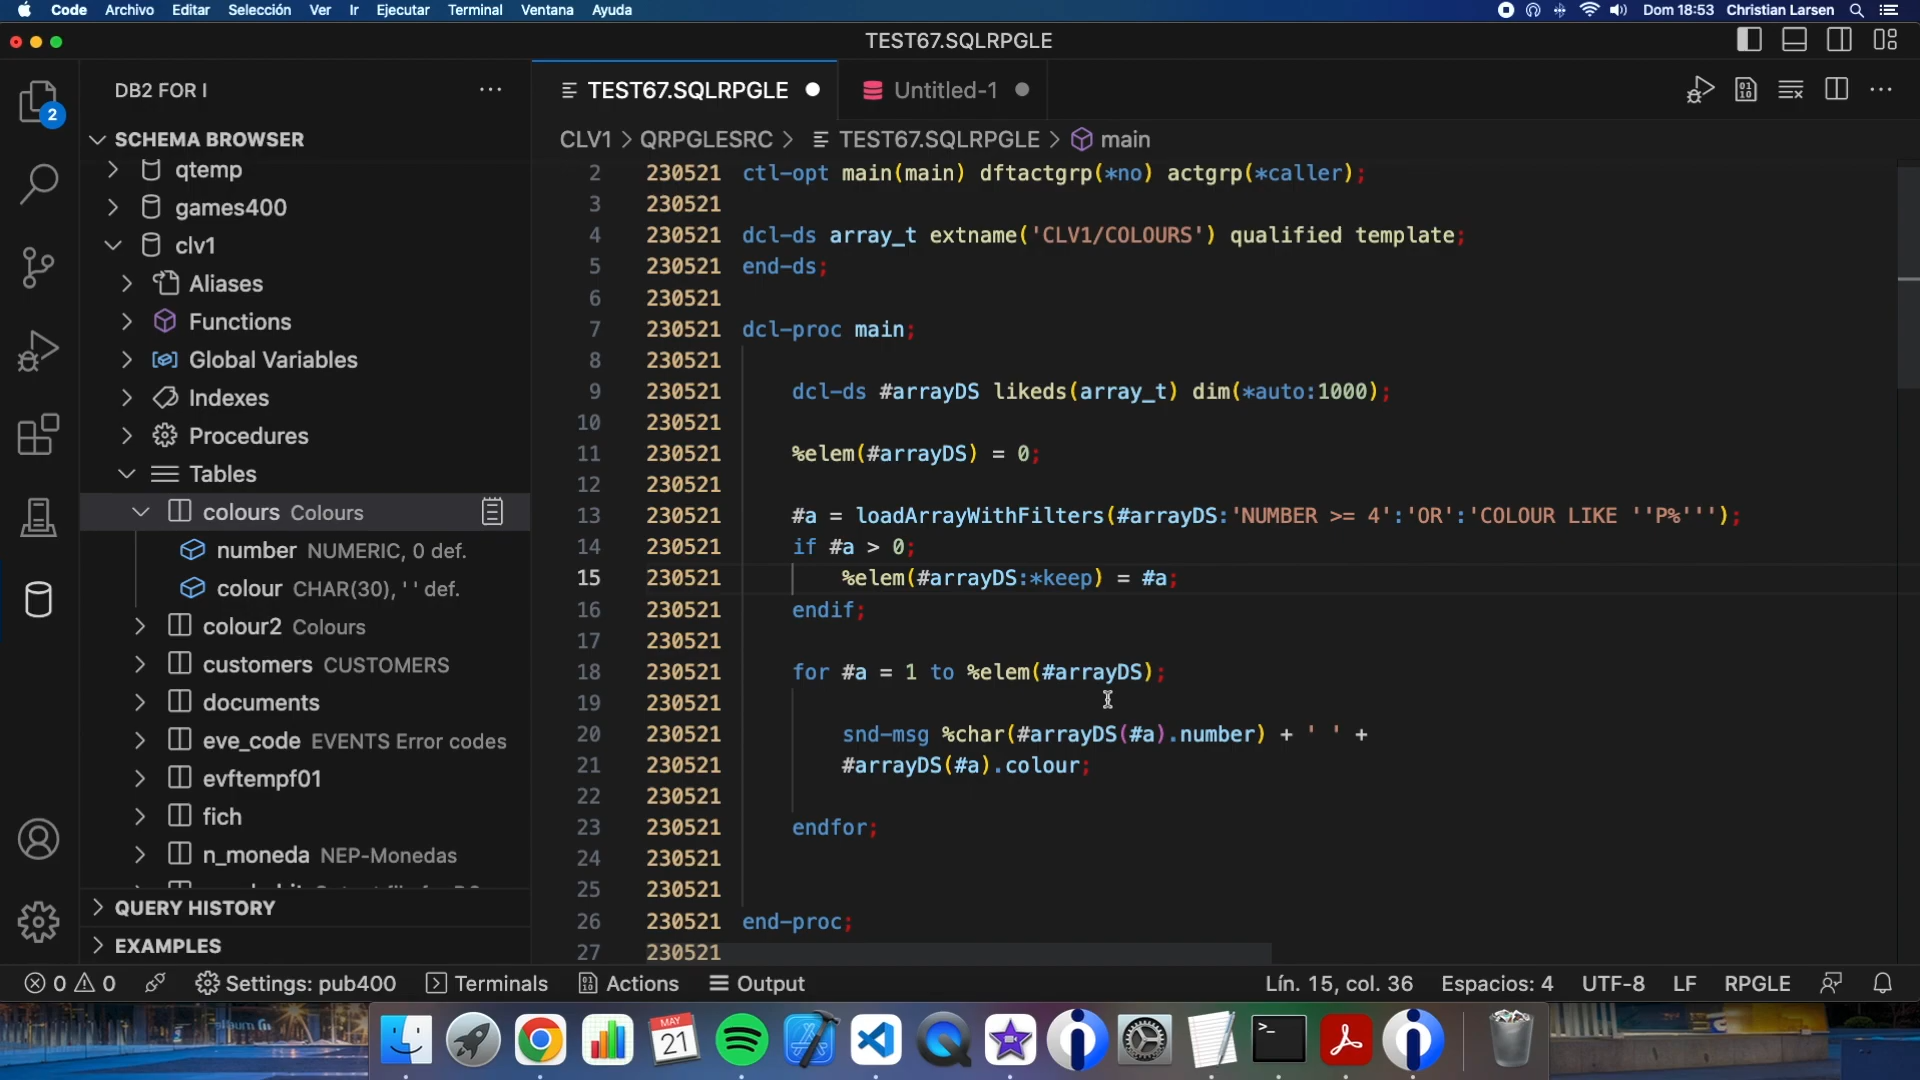 Code Archivo Editar Selección Ver Ir Ejecutar Terminal Ventana Ayuda Dom 18:53 Christian Larsen
TEST67.SQLRPGLE
2
DB2 FOR I
SCHEMA BROWSER
qtemp
games400
clv1
Aliases
Functions
Global Variables
Indexes
Procedures
Tables
colours Colours
number NUMERIC, 0 def.
colour CHAR(30), ' ' def.
colour2 Colours
customers CUSTOMERS
documents
eve_code EVENTS Error codes
evftempf01
fich
n_moneda NEP-Monedas
QUERY HISTORY
EXAMPLES
TEST67.SQLRPGLE Untitled-1
CLV1 > QRPGLESRC > TEST67.SQLRPGLE > main
2 230521 ctl-opt main(main) dftactgrp(*no) actgrp(*caller);
3 230521
4 230521 dcl-ds array_t extname('CLV1/COLOURS') qualified template;
5 230521 end-ds;
6 230521
7 230521 dcl-proc main;
8 230521
9 230521 dcl-ds #arrayDS likeds(array_t) dim(*auto:1000);
10 230521
11 230521 %elem(#arrayDS) = 0;
12 230521
13 230521 #a = loadArrayWithFilters(#arrayDS:'NUMBER >= 4':'OR':'COLOUR LIKE ''P%''');
14 230521 if #a > 0;
15 230521 %elem(#arrayDS:*keep) = #a;
16 230521 endif;
17 230521
18 230521 for #a = 1 to %elem(#arrayDS);
19 230521
20 230521 snd-msg %char(#arrayDS(#a).number) + ' ' +
21 230521 #arrayDS(#a).colour;
22 230521
23 230521 endfor;
24 230521
25 230521
26 230521 end-proc;
27 230521
0 0 Settings: pub400 Terminals Actions Output Lín. 15, col. 36 Espacios: 4 UTF-8 LF RPGLE
MAY
21